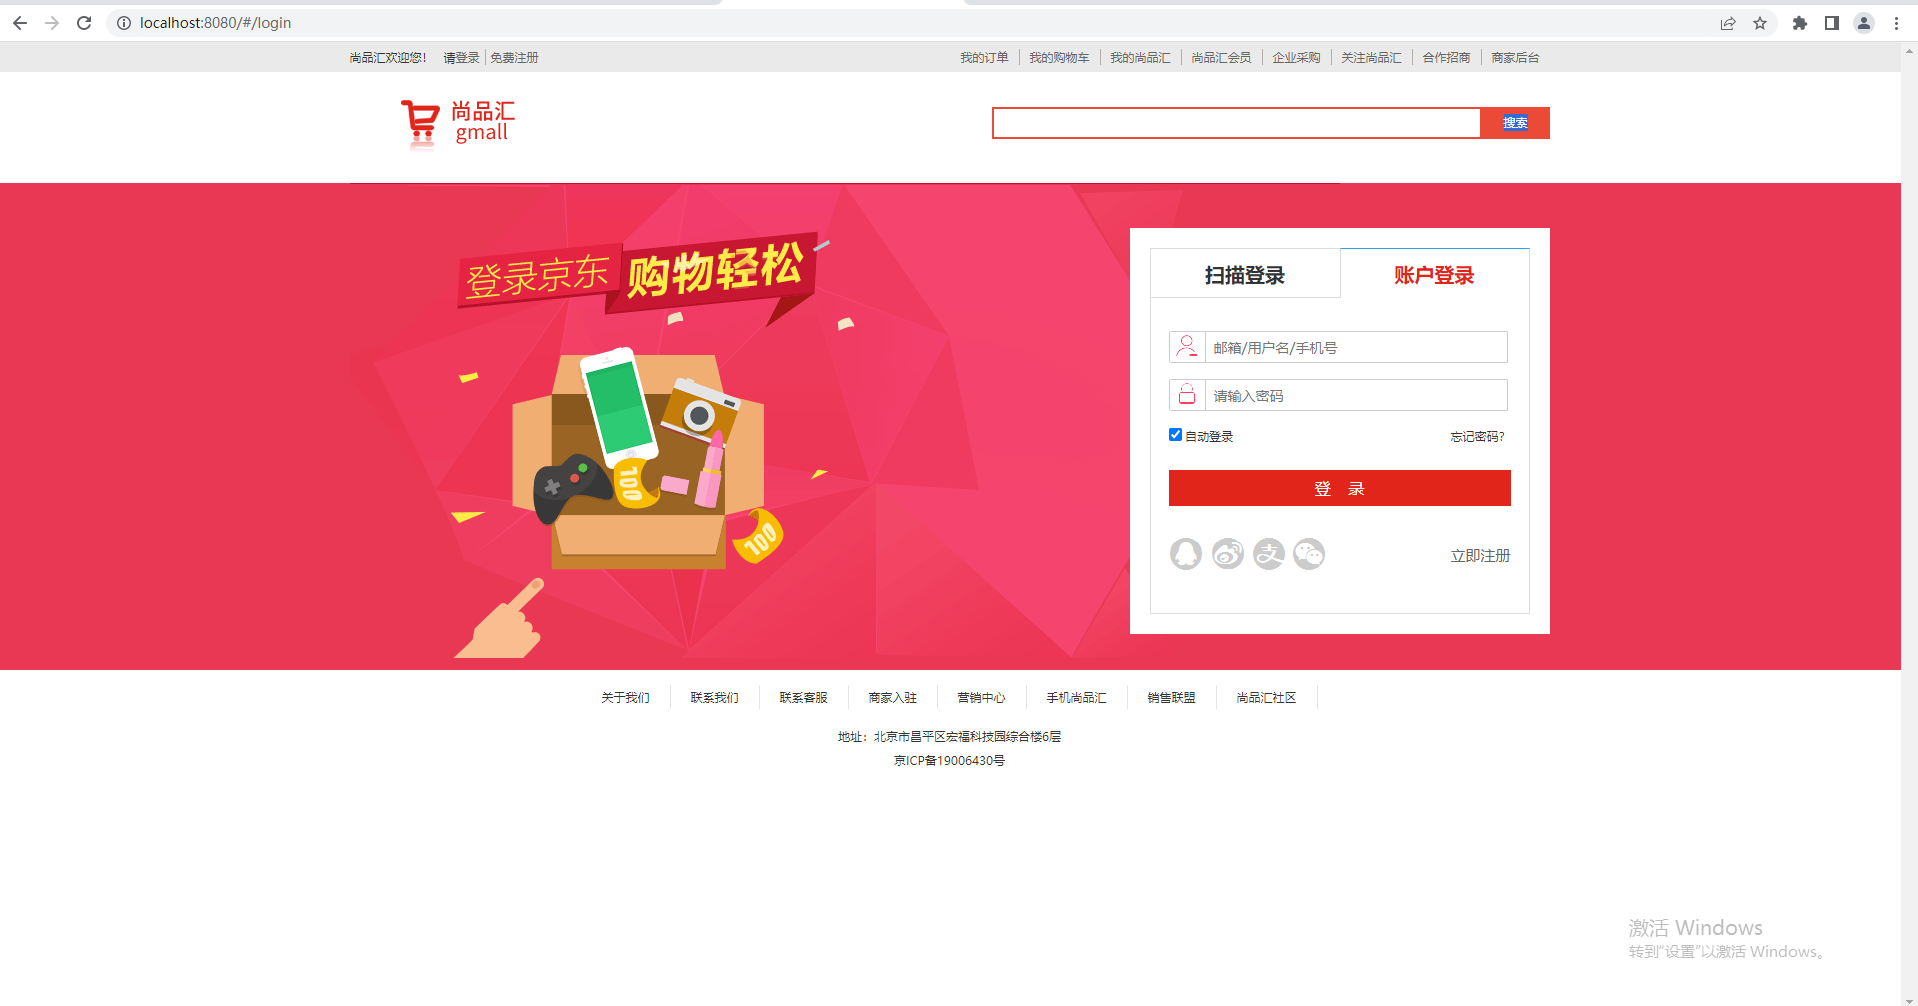 localhost:8080/#/login
尚品汇欢迎您! 请登录 免费注册 我的订单 我的购物车 我的尚品汇 尚品汇会员 企业采购 关注尚品汇 合作招商 商家后台
尚品汇
gmall
搜索
登录京东 购物轻松
100
100
扫描登录 账户登录
邮箱/用户名/手机号
请输入密码
自动登录 忘记密码?
登 录
支
立即注册
关于我们 联系我们 联系客服 商家入驻 营销中心 手机尚品汇 销售联盟 尚品汇社区
地址：北京市昌平区宏福科技园综合楼6层
京ICP备19006430号
激活 Windows
转到“设置”以激活 Windows。